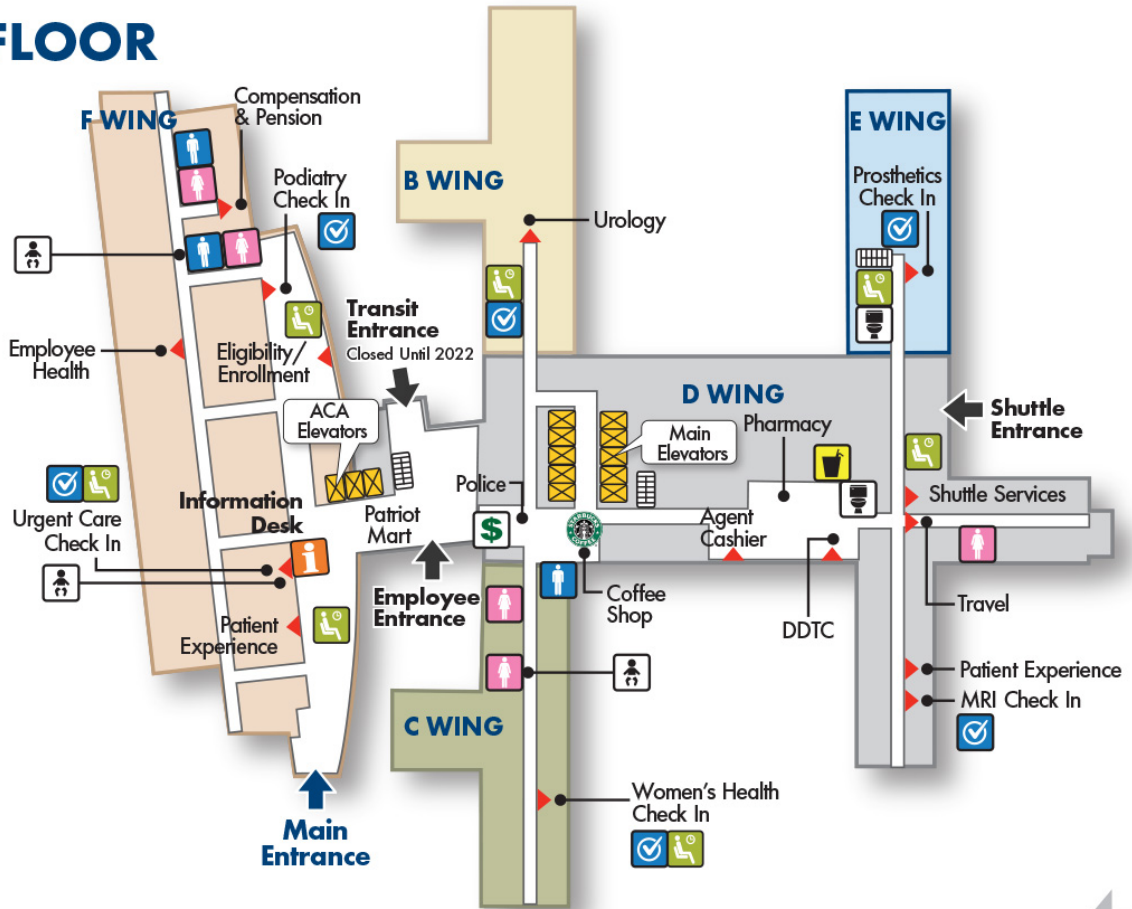 FLOOR
F WING
Compensation
& Pension
Podiatry
Check In
Employee
Health
Eligibility/
Enrollment
Transit
Entrance
Closed Until 2022
ACA
Elevators
B WING
Urology
E WING
Prosthetics
Check In
D WING
Main
Elevators
Pharmacy
Shuttle
Entrance
Shuttle Services
Police
$
STARBUCKS
COFFEE
Agent
Cashier
Patriot
Mart
Information
Desk
i
Urgent Care
Check In
Employee
Entrance
Coffee
Shop
DDTC
Travel
Patient
Experience
Patient Experience
MRI Check In
C WING
Women's Health
Check In
Main
Entrance